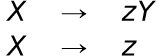 X → zY
X → z